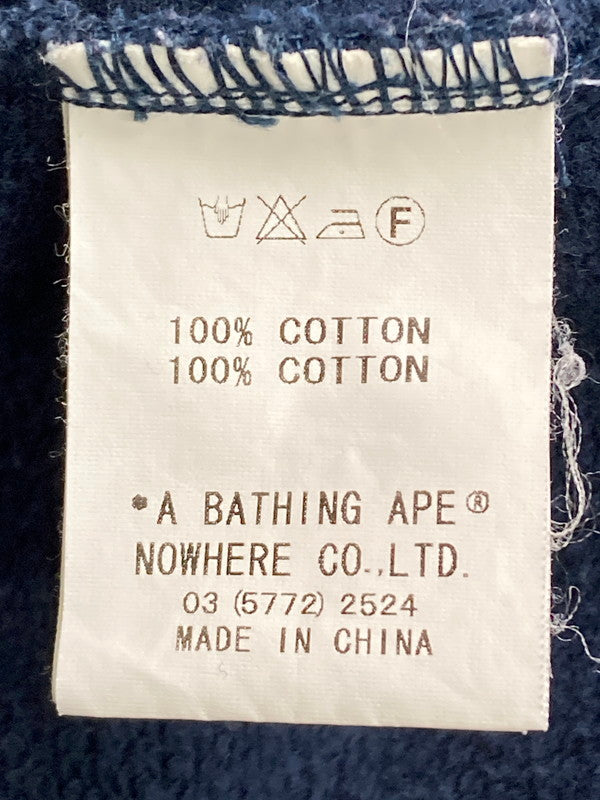 F
100% COTTON
100% COTTON
*A BATHING APE®
NOWHERE CO.,LTD.
03 (5772) 2524
MADE IN CHINA